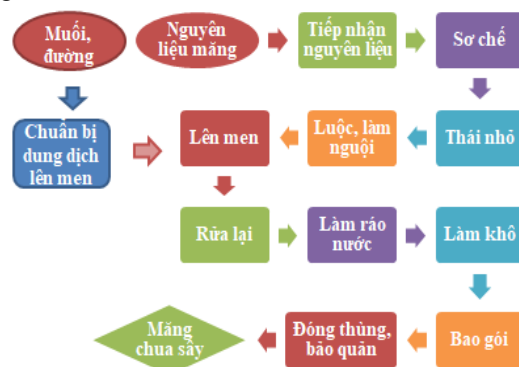 Muối,
đường
Nguyên
liệu măng
Tiếp nhận
nguyên liệu
Sơ chế
Chuẩn bị
dung dịch
lên men
Lên men
Luộc, làm
nguội
Thái nhỏ
Rữa lại
Làm ráo
nước
Làm khô
Măng
chua sấy
Đóng thùng,
bảo quản
Bao gói